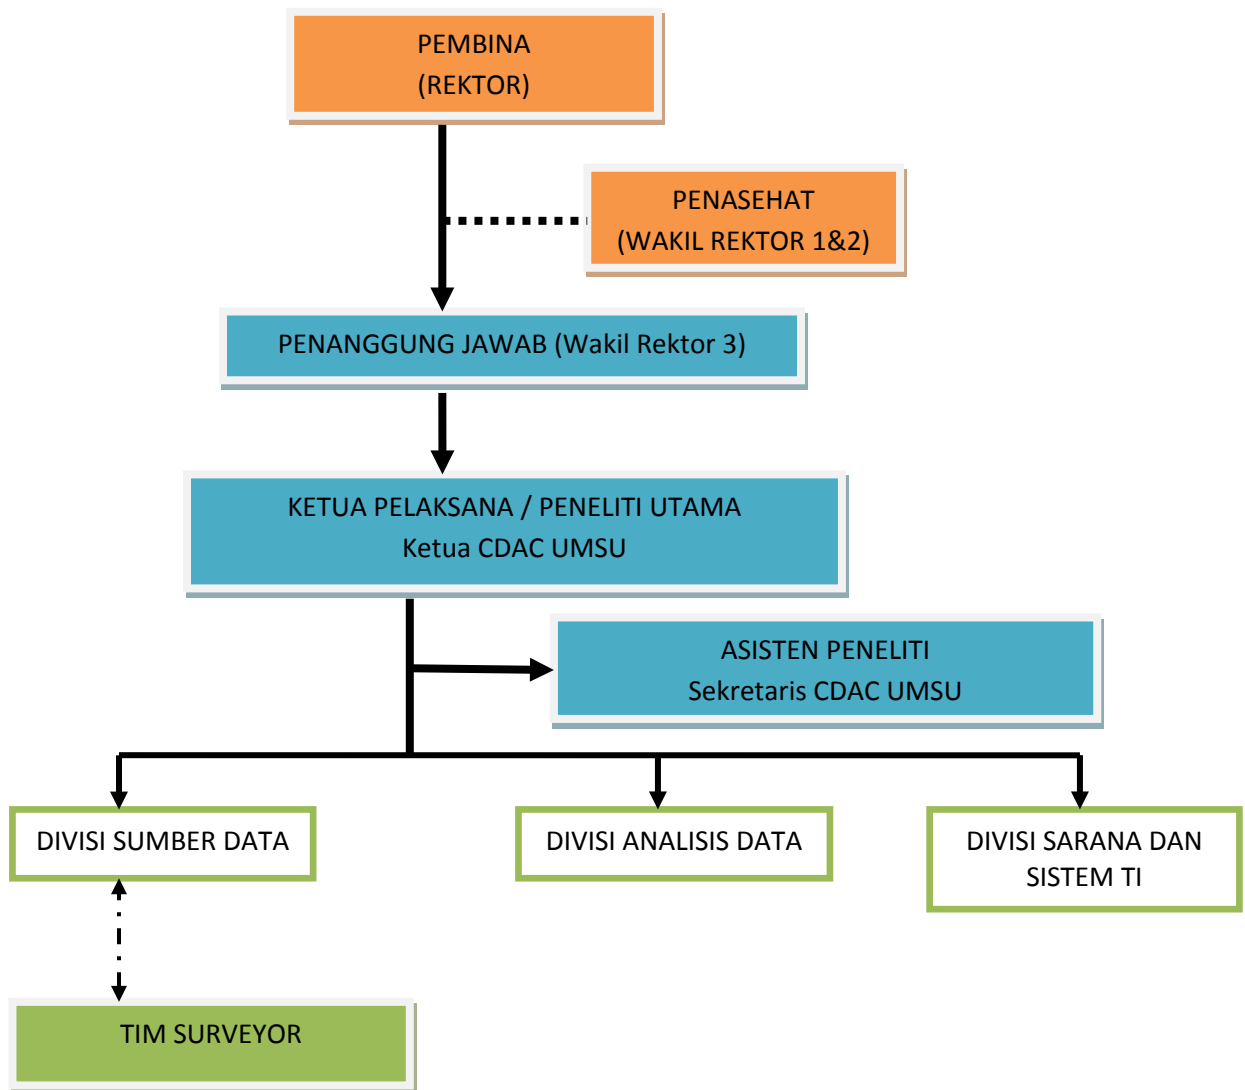 PEMBINA
(REKTOR)
PENASEHAT
(WAKIL REKTOR 1&2)
PENANGGUNG JAWAB (Wakil Rektor 3)
KETUA PELAKSANA / PENELITI UTAMA
Ketua CDAC UMSU
ASISTEN PENELITI
Sekretaris CDAC UMSU
DIVISI SUMBER DATA
DIVISI ANALISIS DATA
DIVISI SARANA DAN
SISTEM TI
TIM SURVEYOR